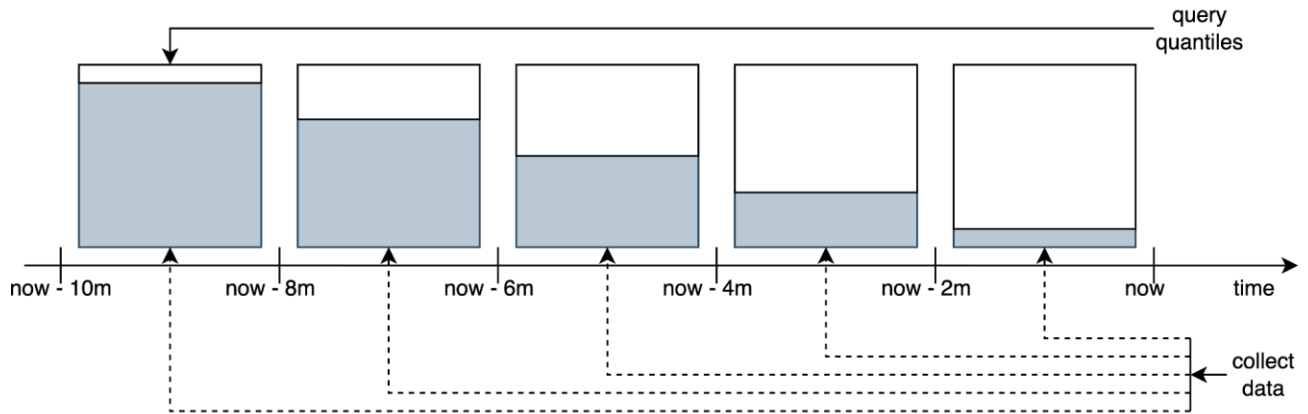 query
quantiles
now - 10m
now - 8m
now - 6m
now - 4m
now - 2m
now
time
collect
data